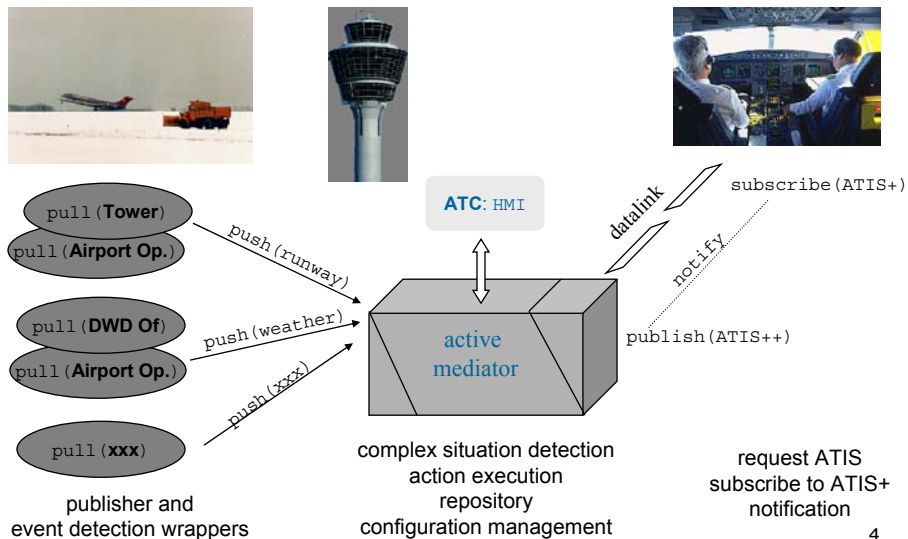 pull(Tower)
pull(Airport Op.)
push(runway)
pull(DWD Of)
pull(Airport Op.)
push(weather)
pull(xxx)
push(xxx)
publisher and
event detection wrappers
ATC: HMI
active
mediator
complex situation detection
action execution
repository
configuration management
datalink
subscribe(ATIS+)
notify
publish(ATIS++)
request ATIS
subscribe to ATIS+
notification
4